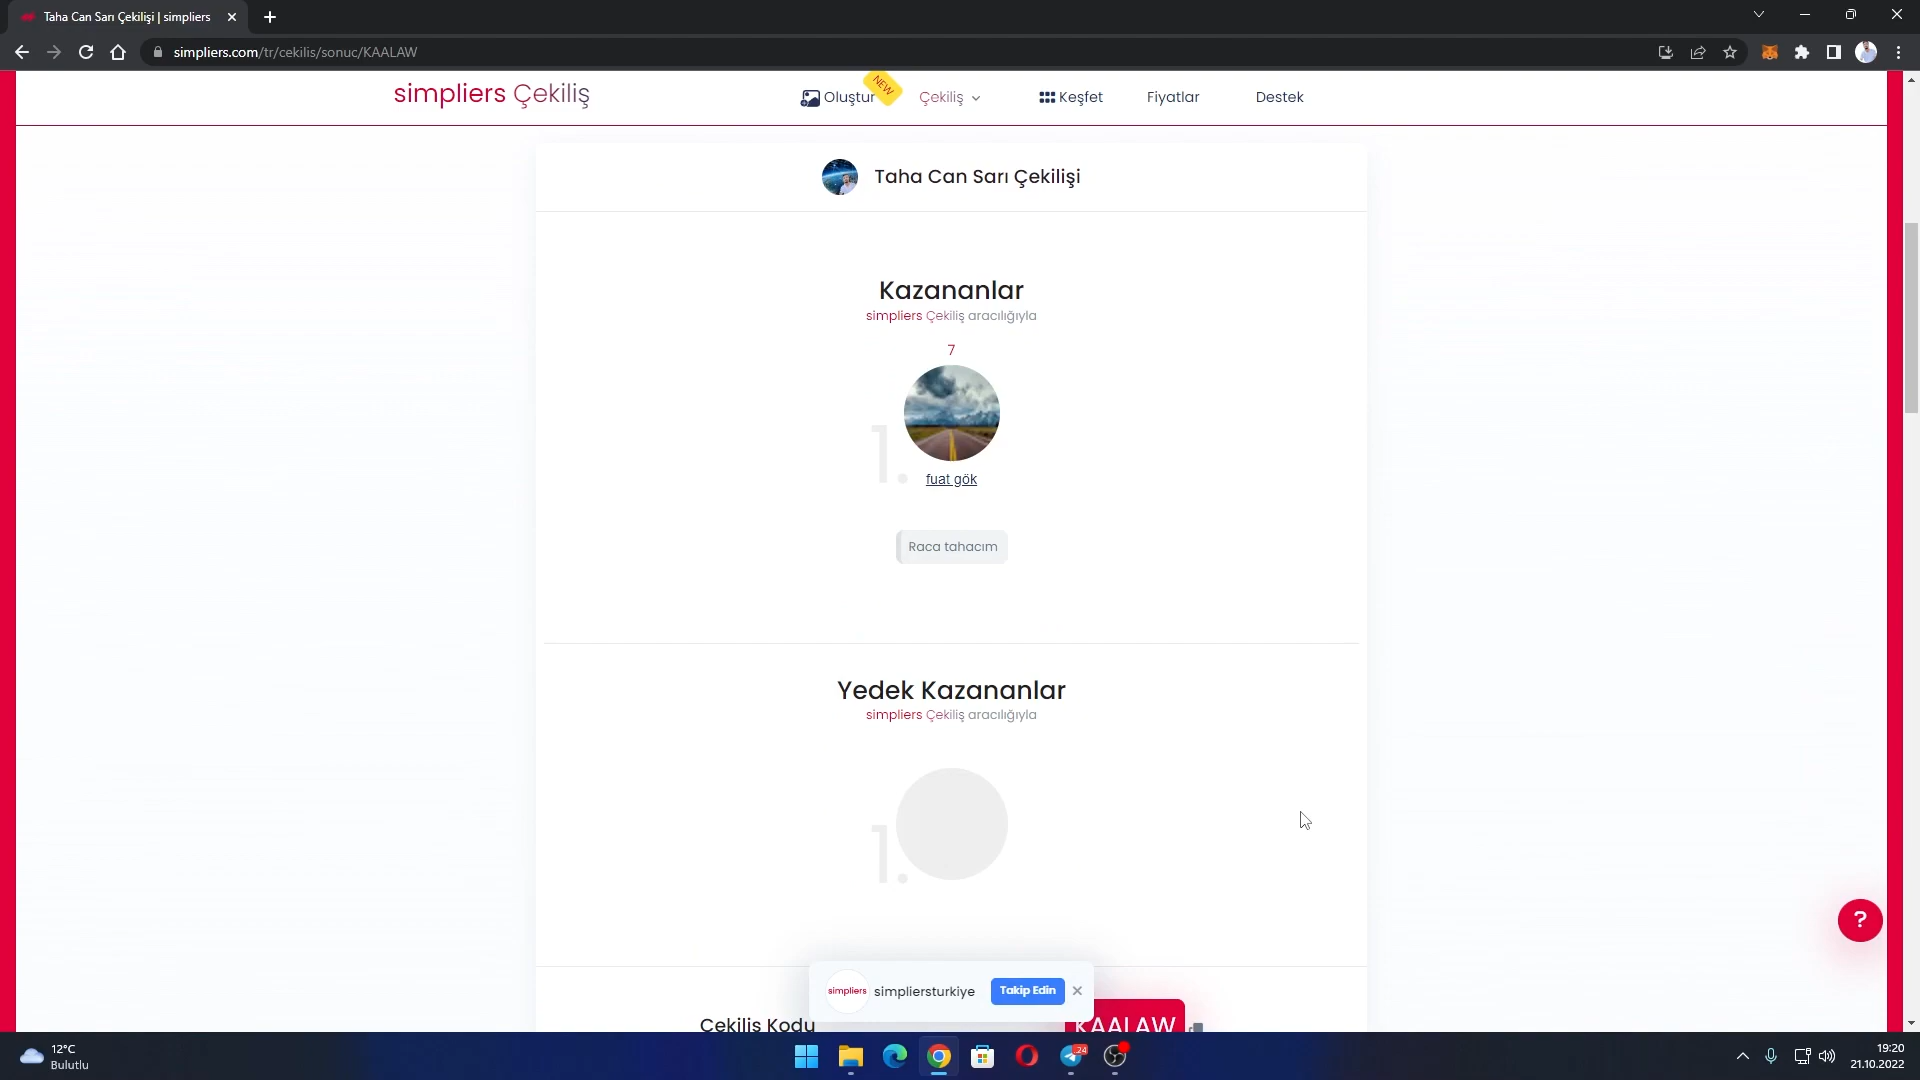 Taha Can Sarı Çekilişi | simpliers
simpliers.com/tr/cekilis/sonuc/KAALAW
simpliers Çekiliş
Oluştur
NEW
Çekiliş
Keşfet
Fiyatlar
Destek
Taha Can Sarı Çekilişi
Kazananlar
simpliers Çekiliş aracılığıyla
7
1.
fuat gök
Raca tahacım
Yedek Kazananlar
simpliers Çekiliş aracılığıyla
1.
?
simpliers
simpliersturkiye
Takip Edin
Çekiliş Kodu
KAALAW
12°C
Bulutlu
24
19:20
21.10.2022